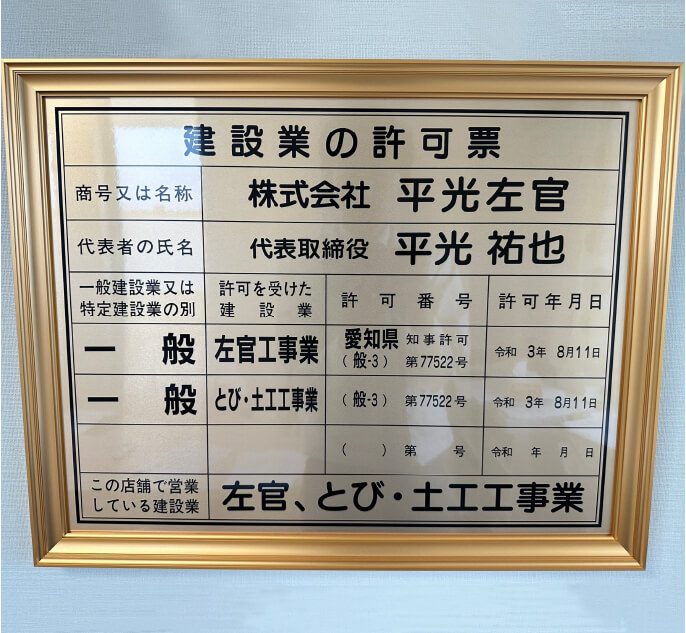 建設業の許可票
商号又は名称 株式会社 平光左官
代表者の氏名 代表取締役 平光 祐也
一般建設業又は
特定建設業の別
許可を受けた
建設業
許可番号
許可年月日
一般 左官工事業
愛知県 知事許可
(般-3) 第77522号
令和 3年 8月11日
一般 とび・土工工事業 (般-3) 第77522号 令和 3年 8月11日
( ) 第 号 令和 年 月 日
この店舗で営業
している建設業
左官、とび・土工工事業